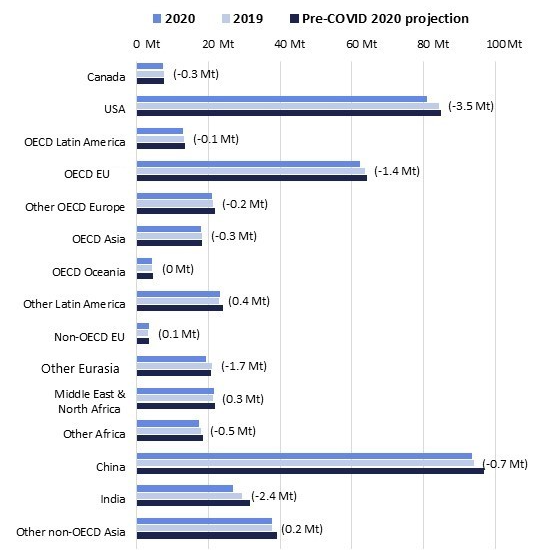 2020 2019 Pre-COVID 2020 projection
0 Mt 20 Mt 40 Mt 60 Mt 80 Mt 100Mt
Canada (-0.3 Mt)
USA (-3.5 Mt)
OECD Latin America (-0.1 Mt)
OECD EU (-1.4 Mt)
Other OECD Europe (-0.2 Mt)
OECD Asia (-0.3 Mt)
OECD Oceania (0 Mt)
Other Latin America (0.4 Mt)
Non-OECD EU (0.1 Mt)
Other Eurasia (-1.7 Mt)
Middle East &
North Africa (0.3 Mt)
Other Africa (-0.5 Mt)
China (-0.7 Mt)
India (-2.4 Mt)
Other non-OECD Asia (0.2 Mt)